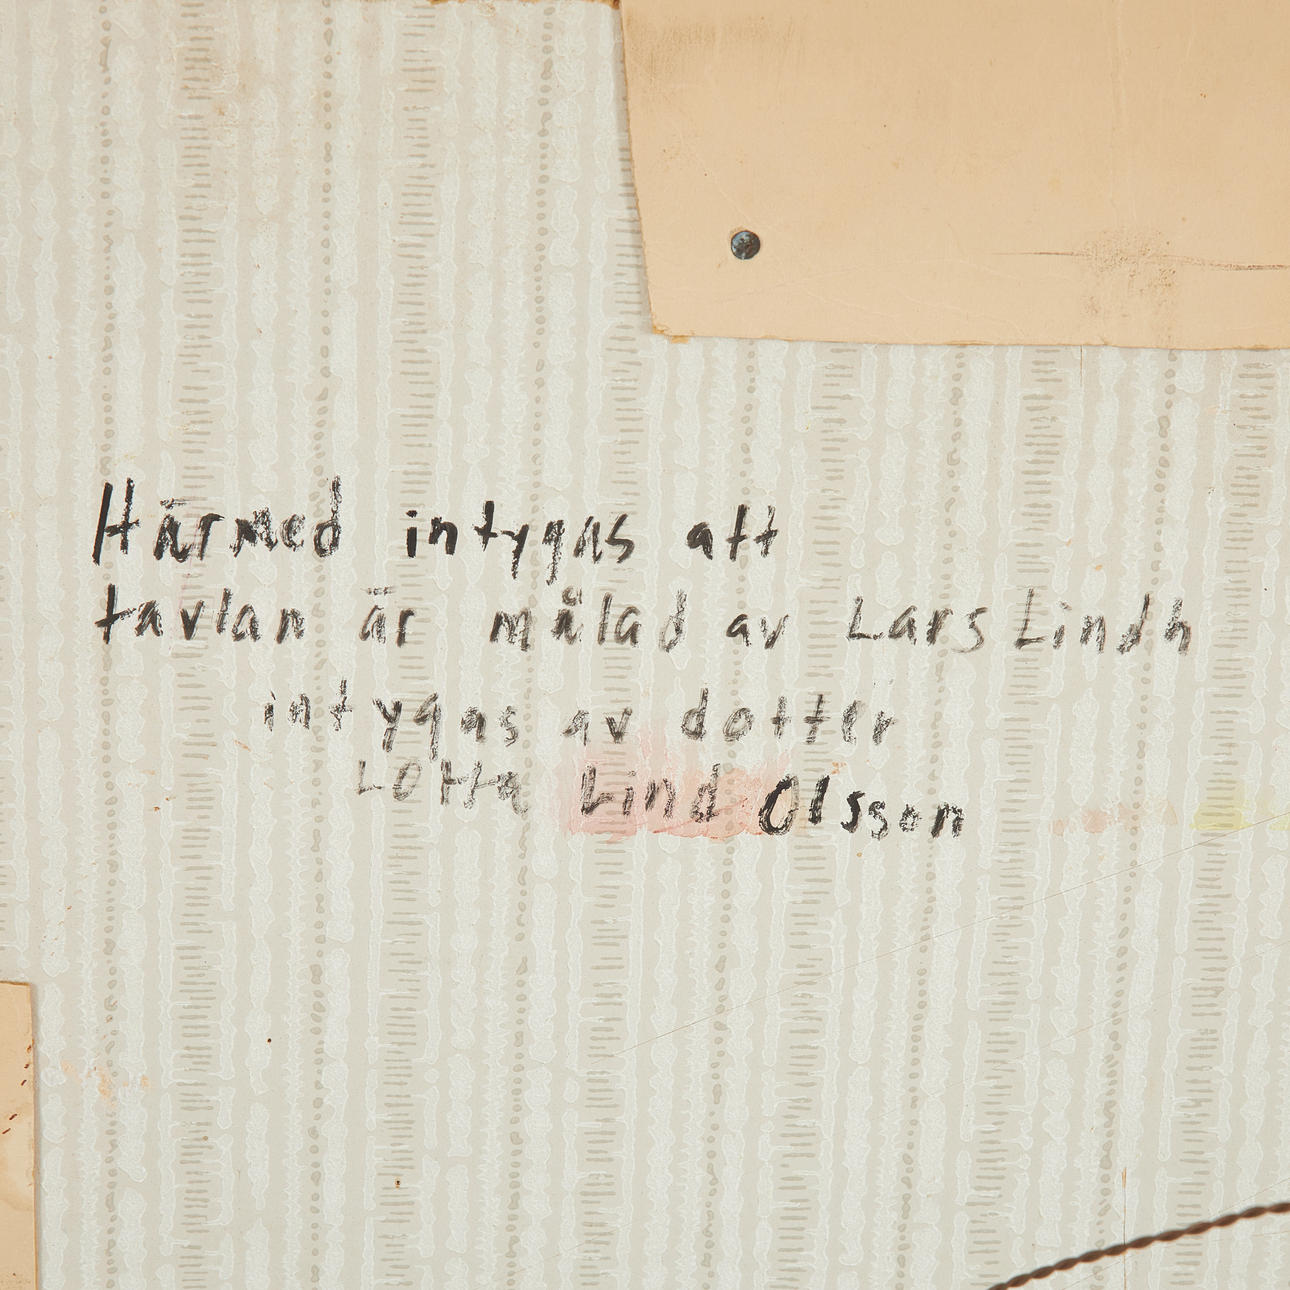 Härmed intygas att
tavlan är målad av Lars Lindh
intygas av dotter
Lotta Lind Olsson